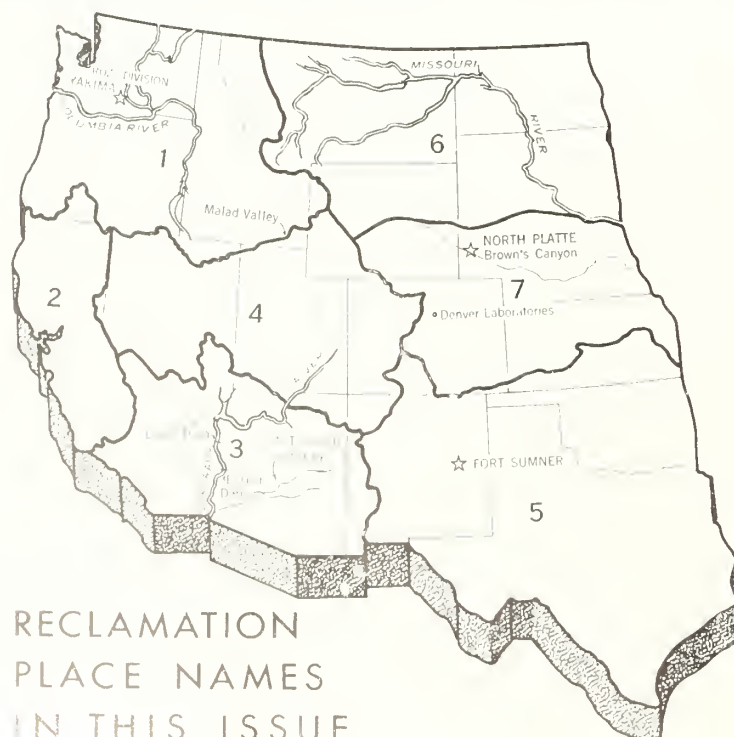 MISSOURI
RIVER
DIVISION
YAKIMA
COLUMBIA RIVER
1
6
Malad Valley
NORTH PLATTE
Brown's Canyon
2
4
7
Denver Laboratories
3
FORT SUMNER
5
RECLAMATION
PLACE NAMES
IN THIS ISSUE